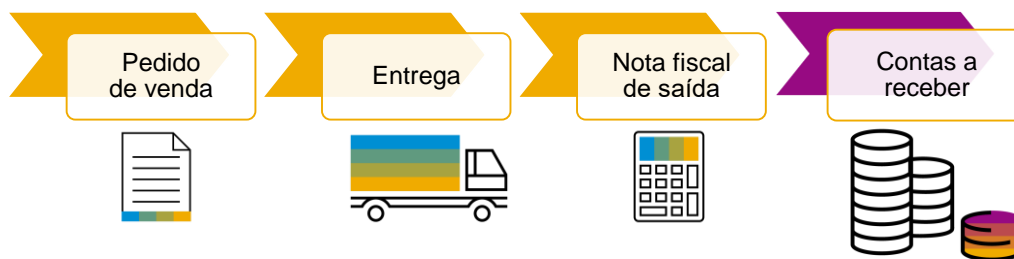 Pedido
de venda
Entrega
Nota fiscal
de saída
Contas a
receber